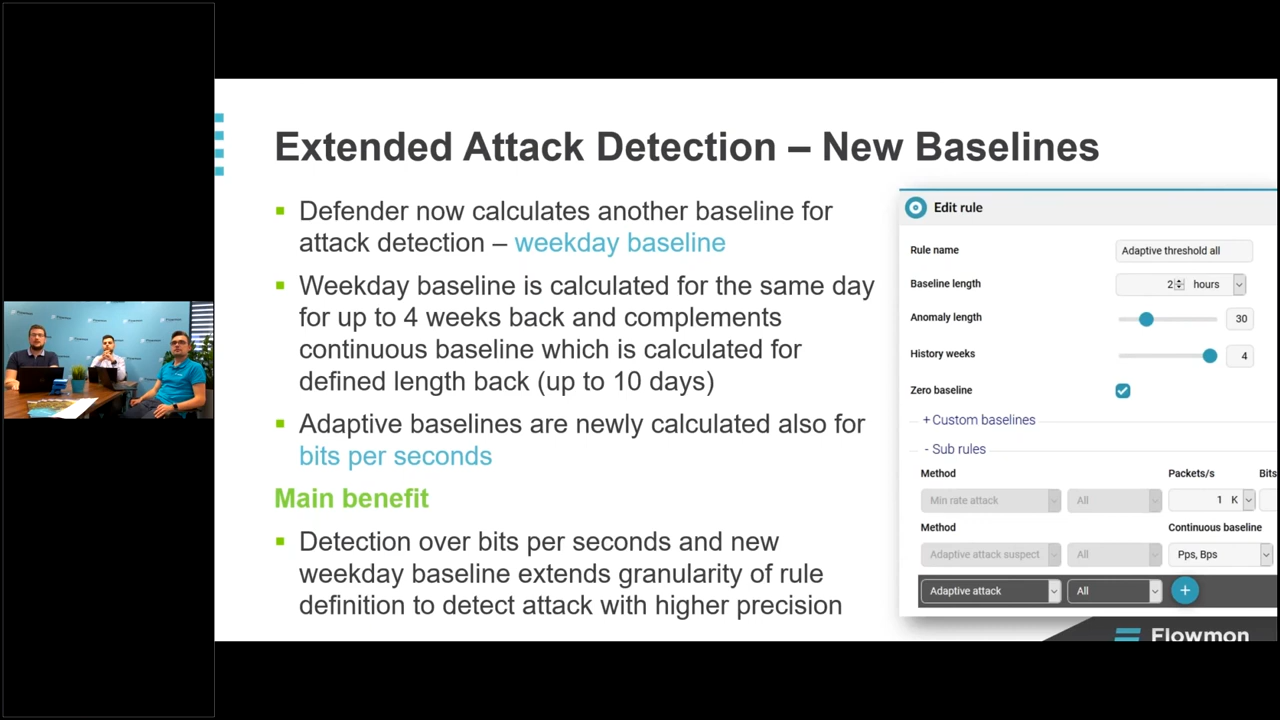 Extended Attack Detection – New Baselines
Defender now calculates another baseline for
attack detection – weekday baseline
Weekday baseline is calculated for the same day
for up to 4 weeks back and complements
continuous baseline which is calculated for
defined length back (up to 10 days)
Adaptive baselines are newly calculated also for
bits per seconds
Main benefit
Detection over bits per seconds and new
weekday baseline extends granularity of rule
definition to detect attack with higher precision
Edit rule
Rule name Adaptive threshold all
Baseline length 2 hours
Anomaly length 30
History weeks 4
Zero baseline
+ Custom baselines
- Sub rules
Method Packets/s Bits
Min rate attack All 1 K
Method Continuous baseline
Adaptive attack suspect All Pps, Bps
Adaptive attack All +
Flowmon